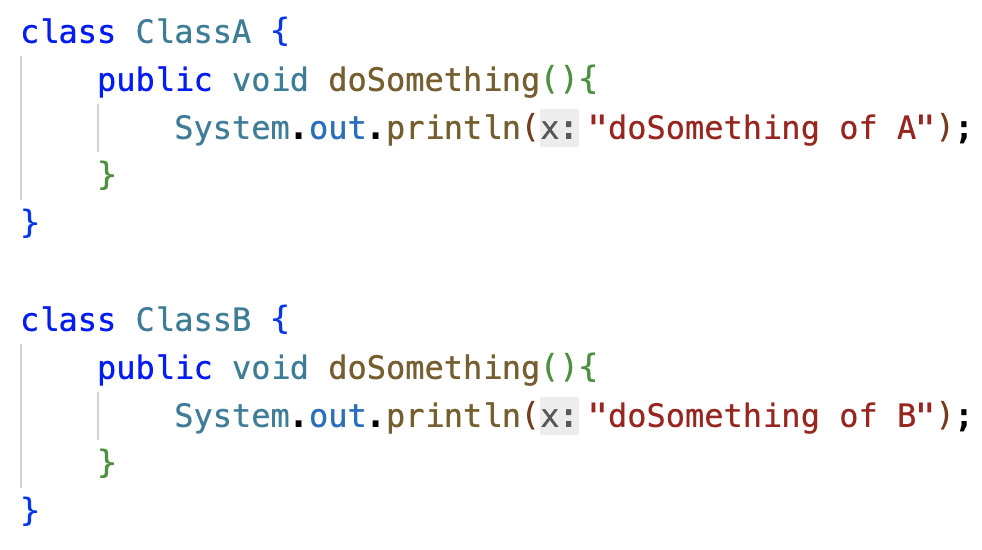 class ClassA {
    public void doSomething(){
        System.out.println(x: "doSomething of A");
    }
}

class ClassB {
    public void doSomething(){
        System.out.println(x: "doSomething of B");
    }
}